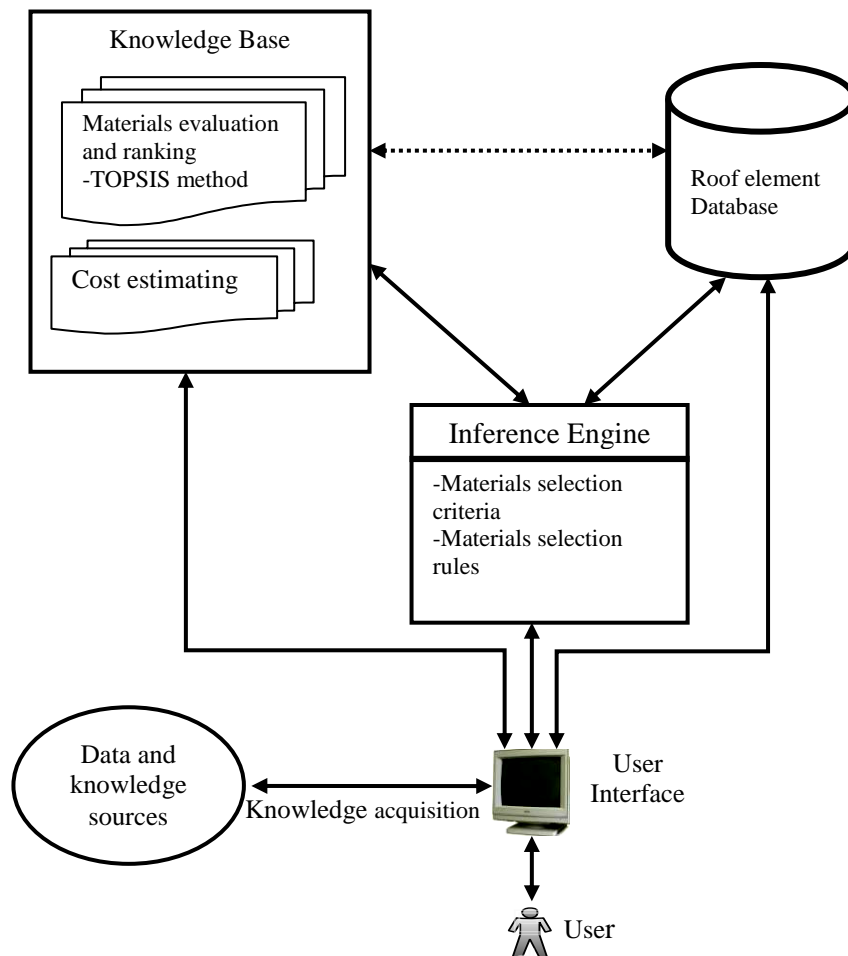 Knowledge Base
Materials evaluation
and ranking
-TOPSIS method
Cost estimating
Roof element
Database
Inference Engine
-Materials selection
criteria
-Materials selection
rules
Data and
knowledge
sources
Knowledge acquisition
User
Interface
User